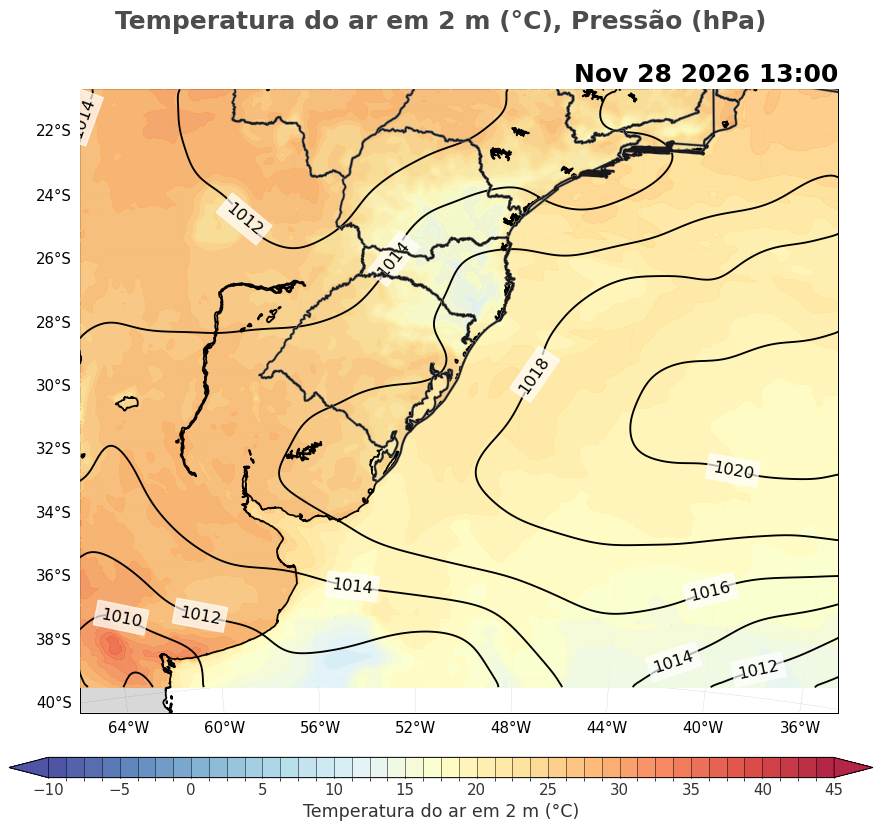 Temperatura do ar em 2 m (°C), Pressão (hPa)
Nov 28 2026 13:00
1014
22°S
24°S
1012
26°S
1014
28°S
30°S
1018
32°S
1020
34°S
36°S
1014
1016
1010
1012
38°S
1014
1012
40°S
64°W 60°W 56°W 52°W 48°W 44°W 40°W 36°W
−10 −5 0 5 10 15 20 25 30 35 40 45
Temperatura do ar em 2 m (°C)